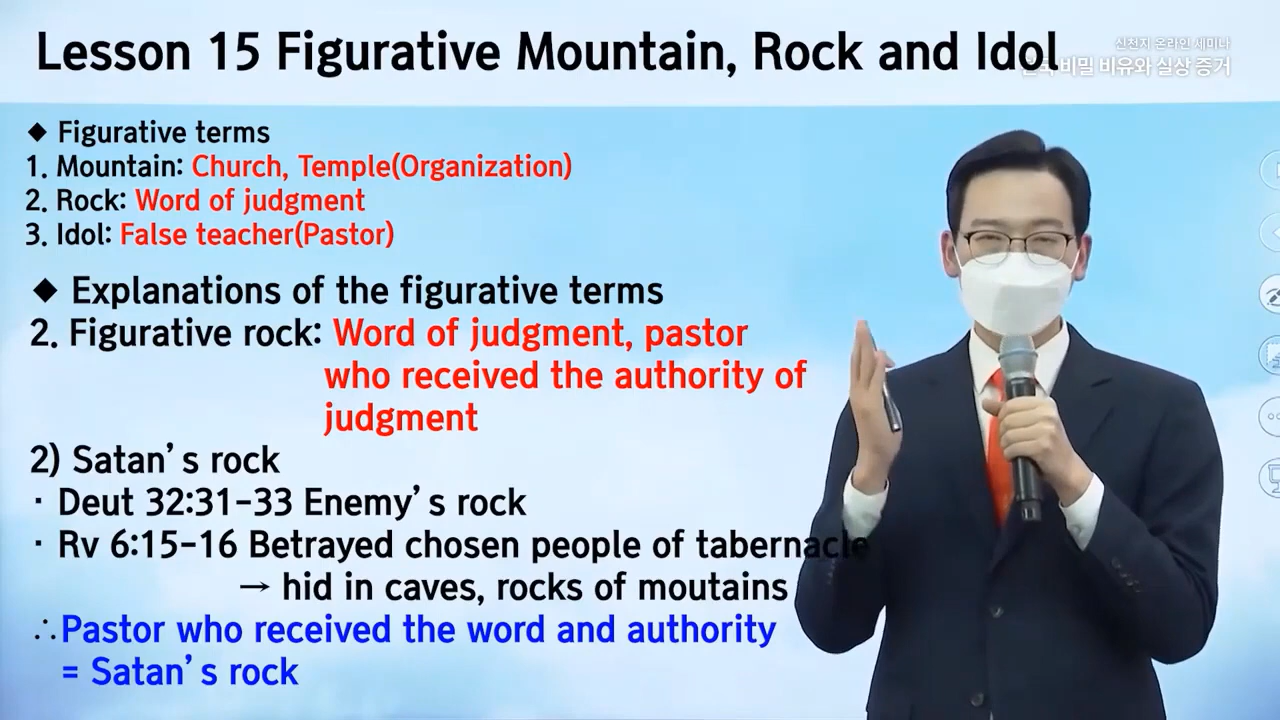 Lesson 15 Figurative Mountain, Rock and Idol
신천지 온라인 세미나
비밀 비유와 실상 증거
◆ Figurative terms
1. Mountain: Church, Temple(Organization)
2. Rock: Word of judgment
3. Idol: False teacher(Pastor)
◆ Explanations of the figurative terms
2. Figurative rock: Word of judgment, pastor
who received the authority of
judgment
2) Satan’s rock
· Deut 32:31-33 Enemy’s rock
· Rv 6:15-16 Betrayed chosen people of tabernacle
→ hid in caves, rocks of moutains
∴Pastor who received the word and authority
= Satan’s rock